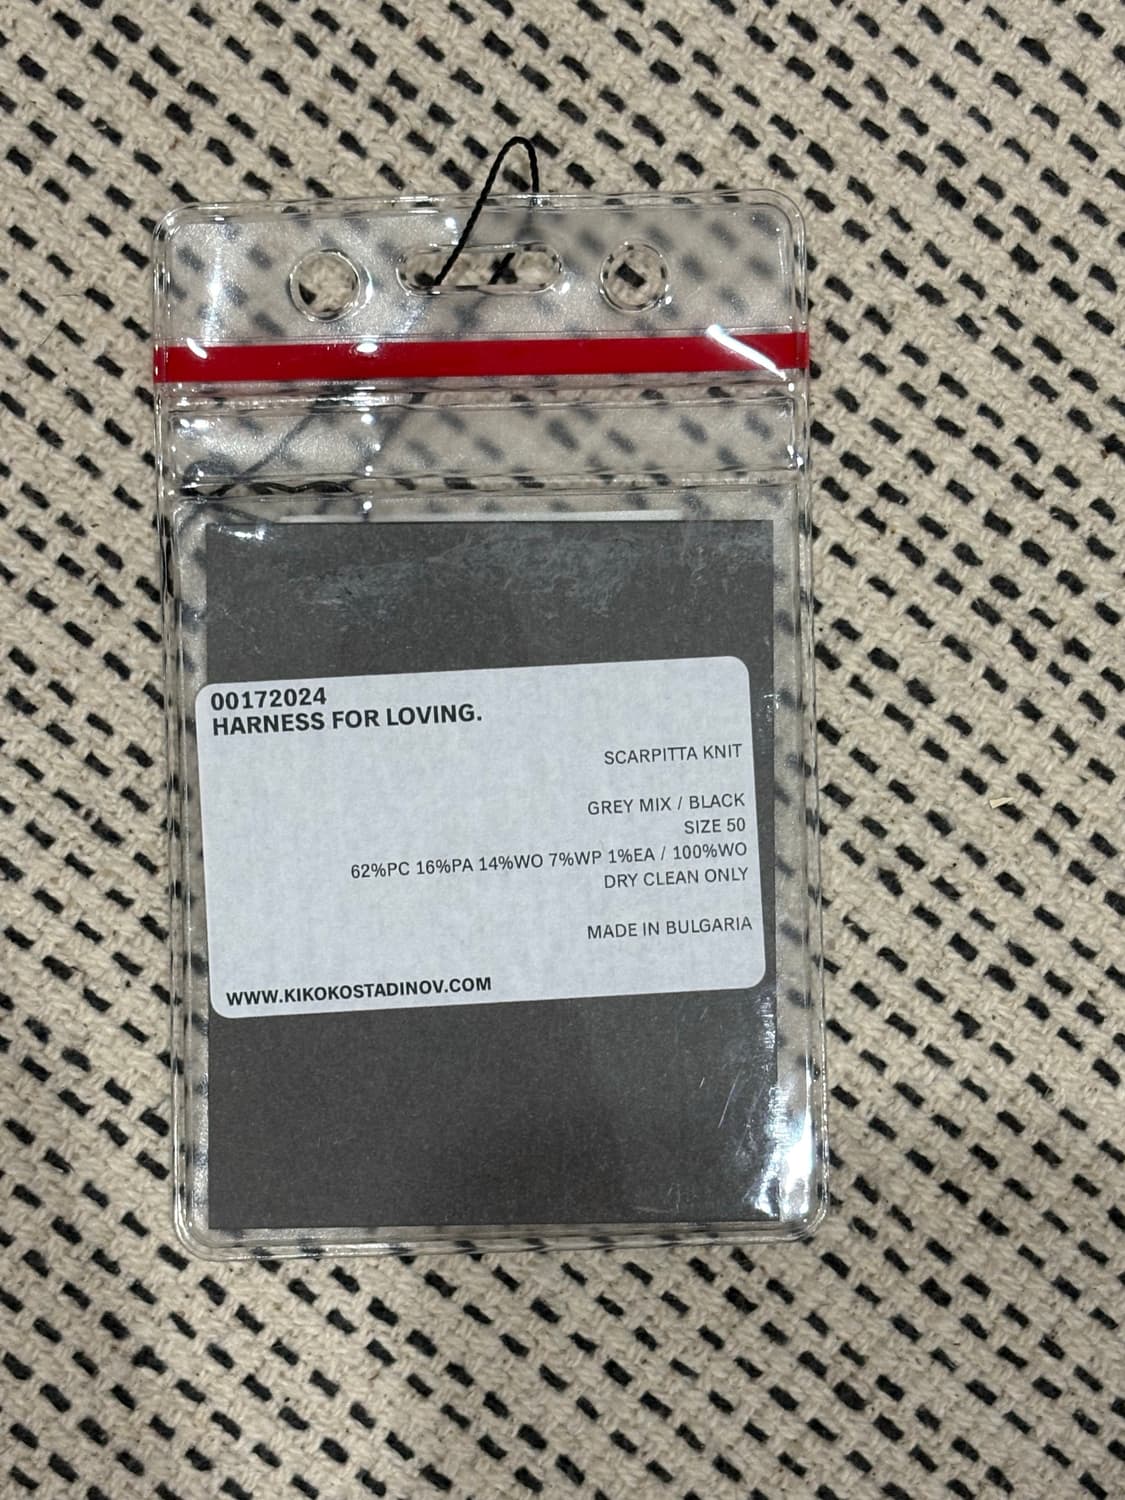 00172024
HARNESS FOR LOVING.
SCARPITTA KNIT
GREY MIX / BLACK
SIZE 50
62%PC 16%PA 14%WO 7%WP 1%EA / 100%WO
DRY CLEAN ONLY
MADE IN BULGARIA
WWW.KIKOKOSTADINOV.COM